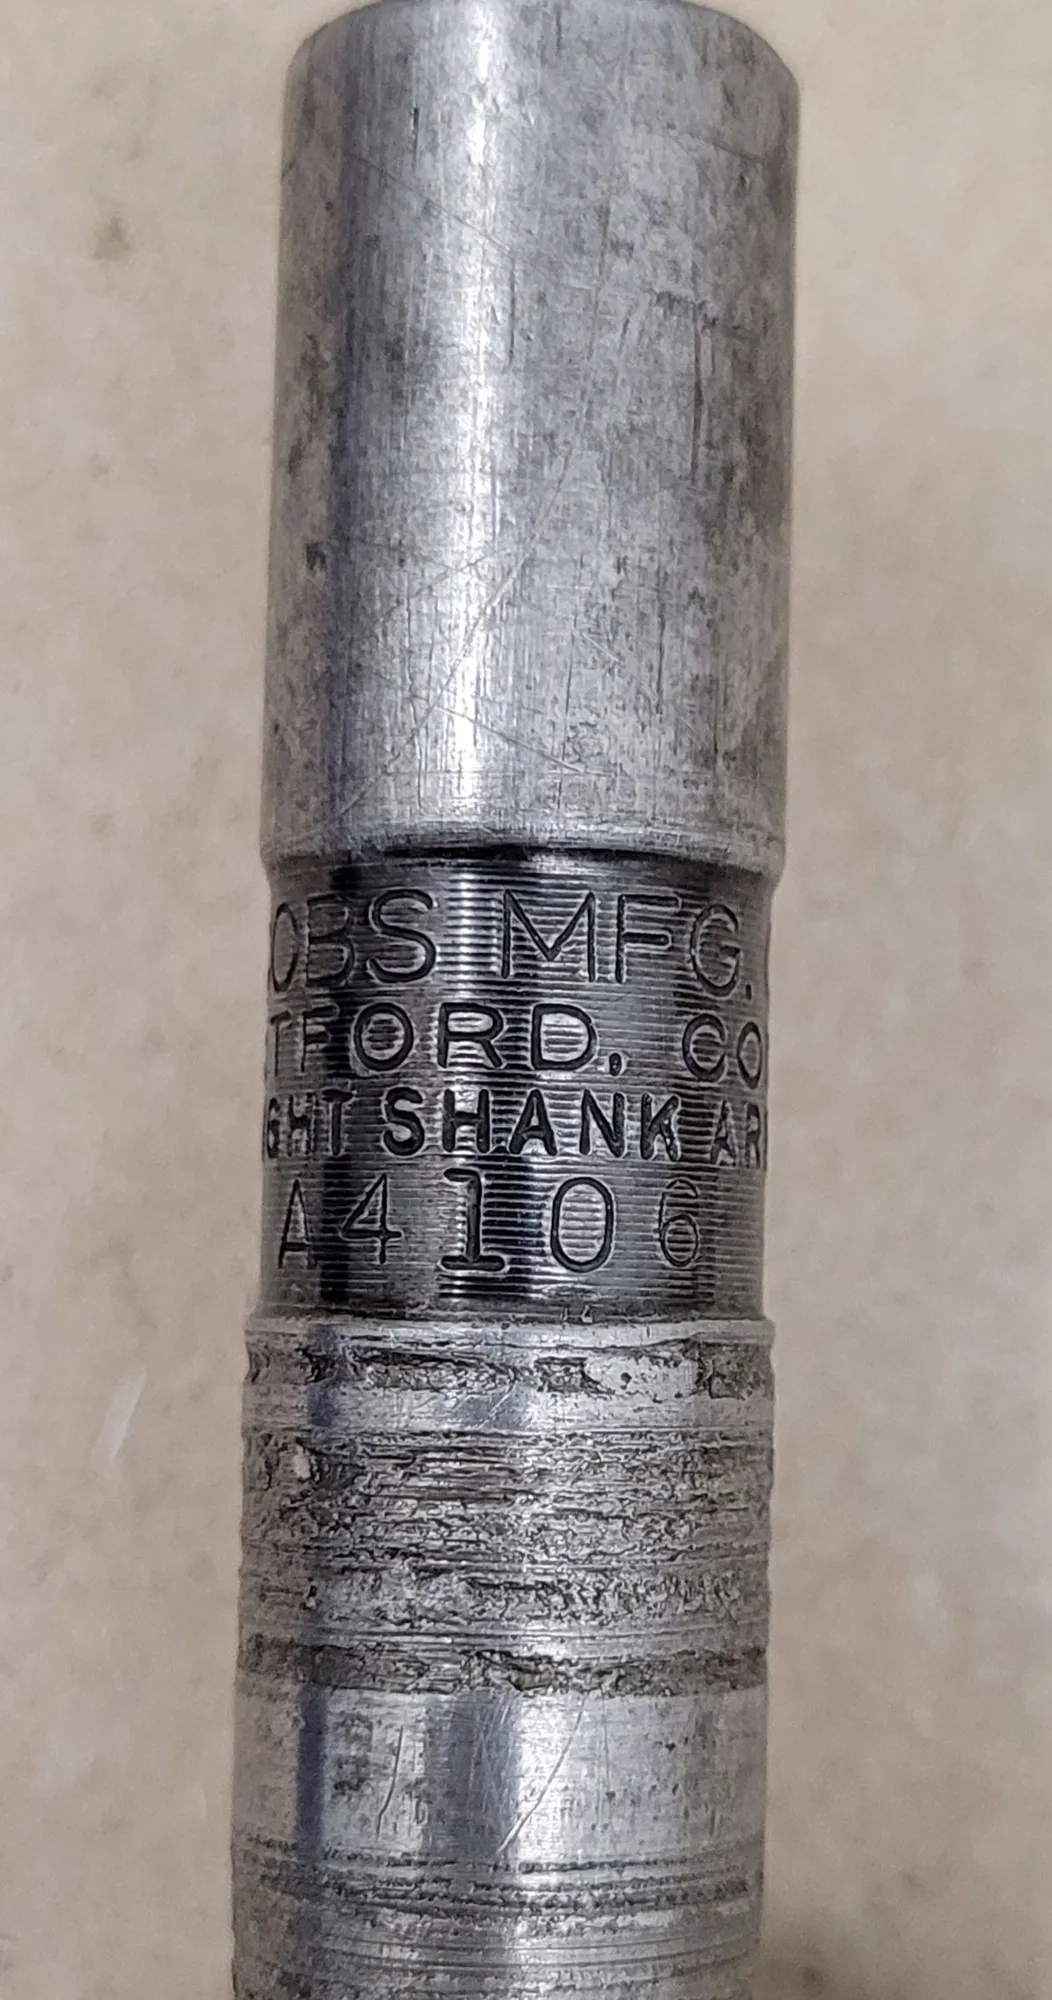 OBS MFG.
TFORD, CO
GHT SHANK AR
A4106